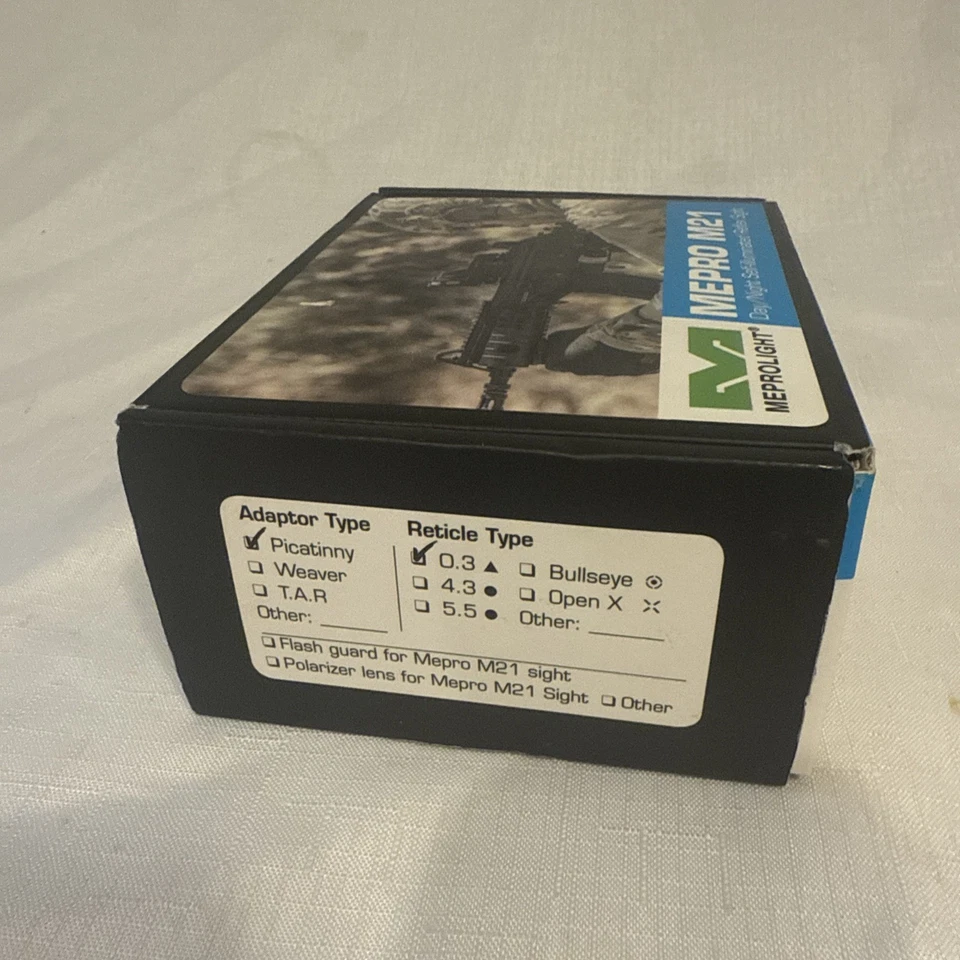 MEPRO M21
Day/Night Self-Illuminated Reflex Sight
MEPROLIGHT®
Adaptor Type
Picatinny
Weaver
T.A.R
Other: ______
Reticle Type
0.3 ▲
4.3 ●
5.5 ●
Bullseye
Open X
Other: ______
Flash guard for Mepro M21 sight
Polarizer lens for Mepro M21 Sight
Other